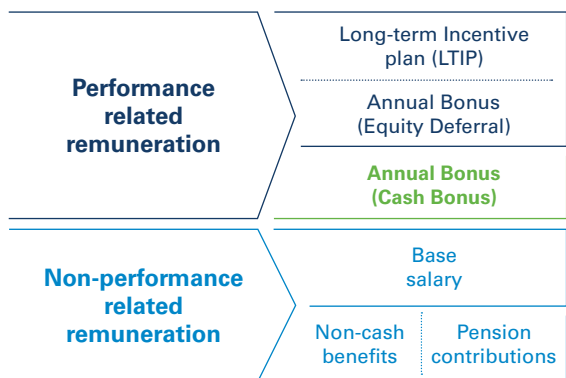 Performance
related
remuneration
Long-term Incentive
plan (LTIP)
Annual Bonus
(Equity Deferral)
Annual Bonus
(Cash Bonus)
Non-performance
related
remuneration
Base
salary
Non-cash
benefits
Pension
contributions